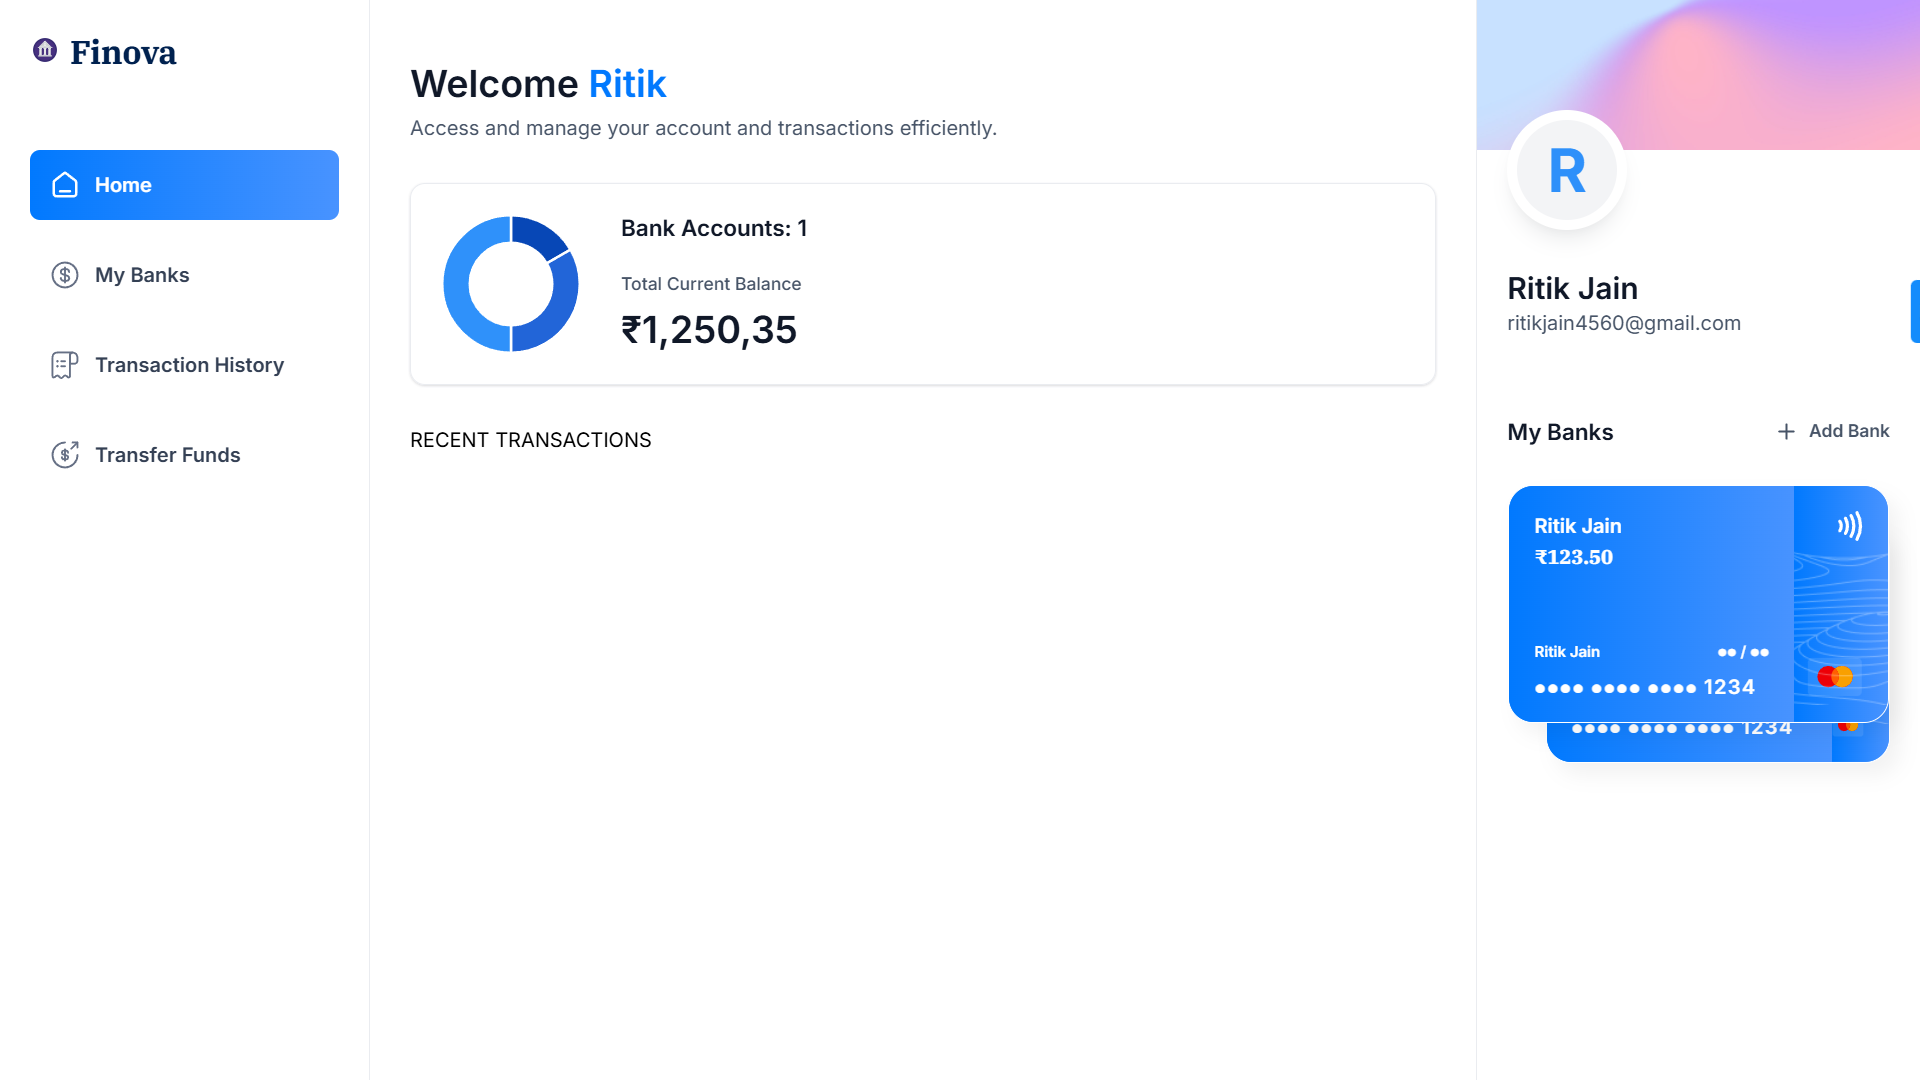 Finova
Home
My Banks
Transaction History
Transfer Funds
Welcome Ritik
Access and manage your account and transactions efficiently.
Bank Accounts: 1
Total Current Balance
₹1,250,35
RECENT TRANSACTIONS
R
Ritik Jain
ritikjain4560@gmail.com
My Banks
+ Add Bank
Ritik Jain
₹123.50
Ritik Jain ●● / ●●
●●●● ●●●● ●●●● 1234
●●●● ●●●● ●●●● 1234